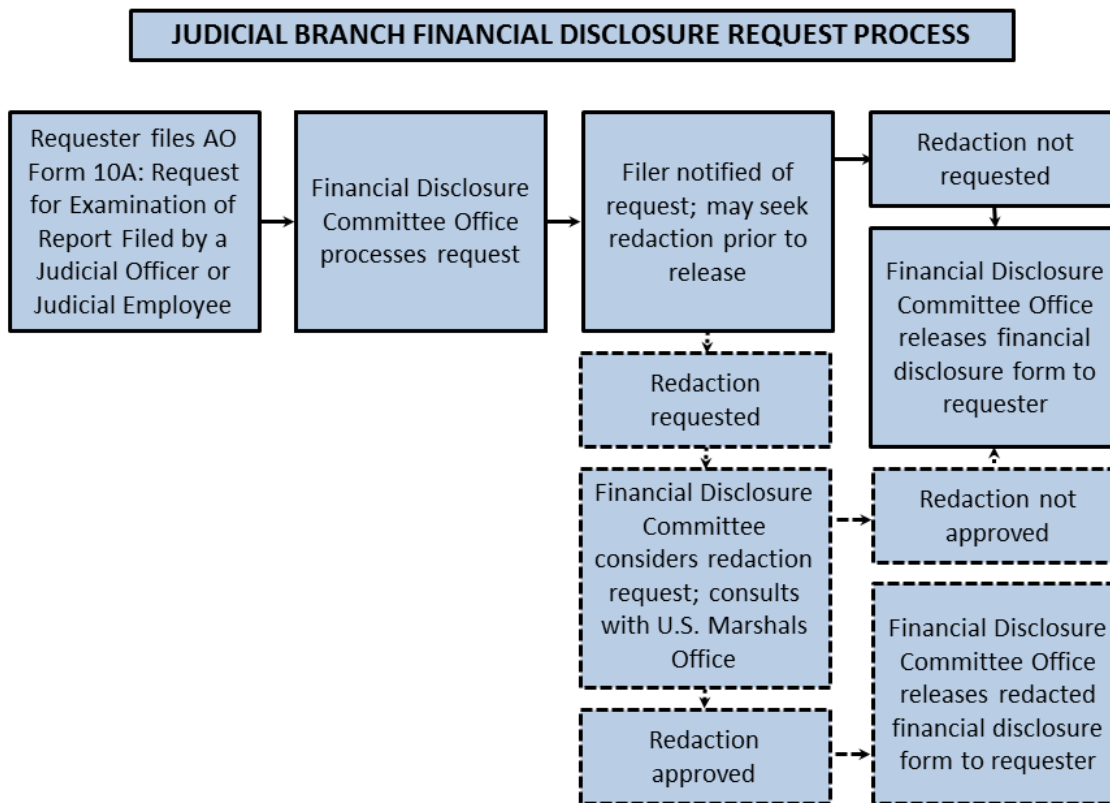 JUDICIAL BRANCH FINANCIAL DISCLOSURE REQUEST PROCESS
Requester files AO
Form 10A: Request
for Examination of
Report Filed by a
Judicial Officer or
Judicial Employee
Financial Disclosure
Committee Office
processes request
Filer notified of
request; may seek
redaction prior to
release
Redaction not
requested
Financial Disclosure
Committee Office
releases financial
disclosure form to
requester
Redaction
requested
Financial Disclosure
Committee
considers redaction
request; consults
with U.S. Marshals
Office
Redaction not
approved
Redaction
approved
Financial Disclosure
Committee Office
releases redacted
financial disclosure
form to requester